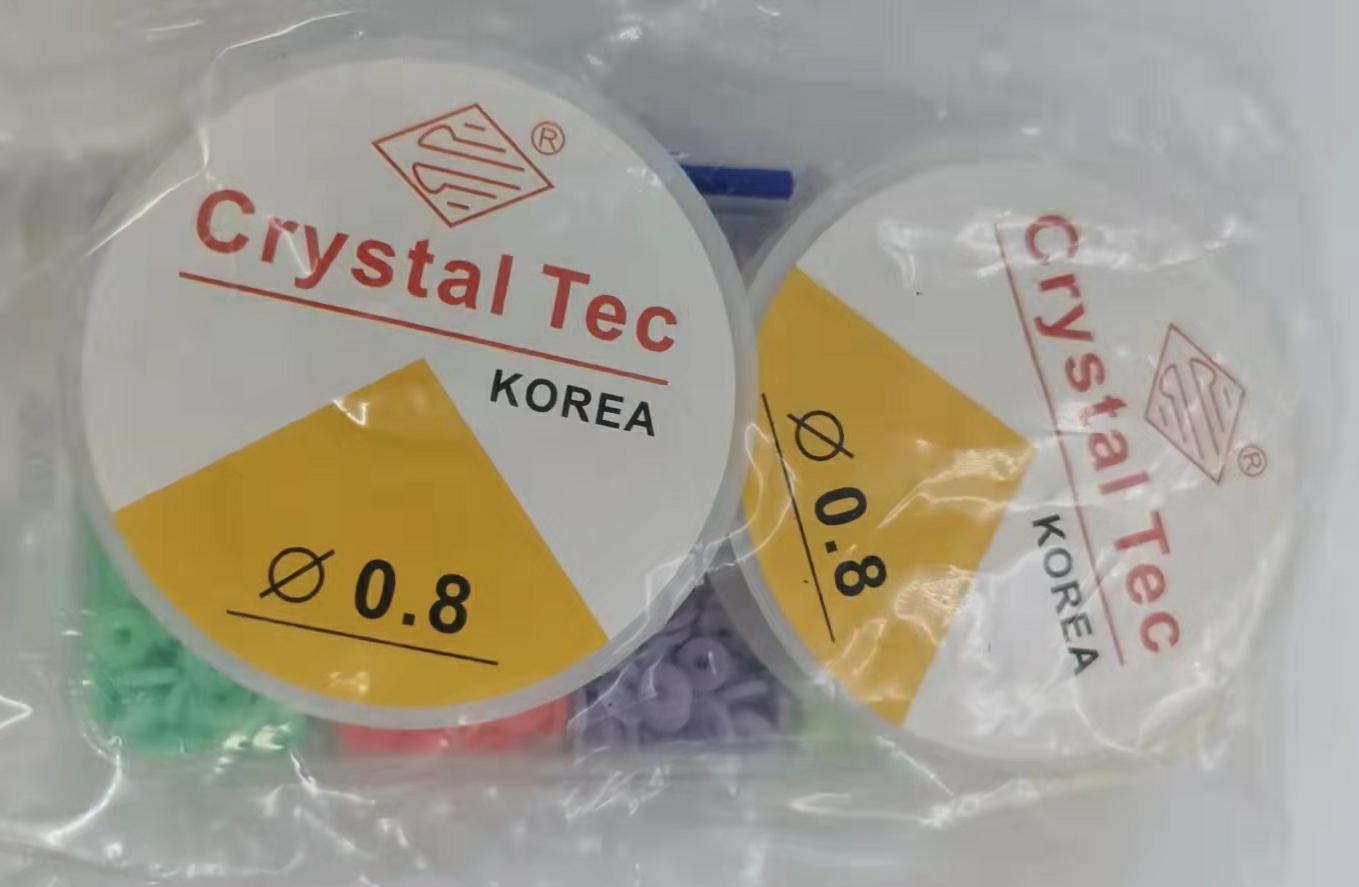 ®
Crystal Tec
KOREA
Ø 0.8
®
Crystal Tec
KOREA
Ø 0.8